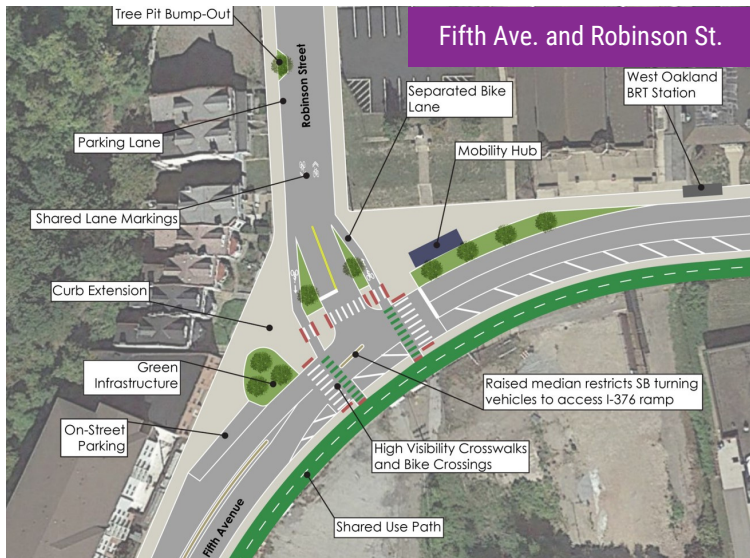 Fifth Ave. and Robinson St.
Tree Pit Bump-Out
Robinson Street
Separated Bike
Lane
West Oakland
BRT Station
Parking Lane
Mobility Hub
Shared Lane Markings
Curb Extension
Green
Infrastructure
Raised median restricts SB turning
vehicles to access I-376 ramp
On-Street
Parking
High Visibility Crosswalks
and Bike Crossings
Fifth Avenue
Shared Use Path